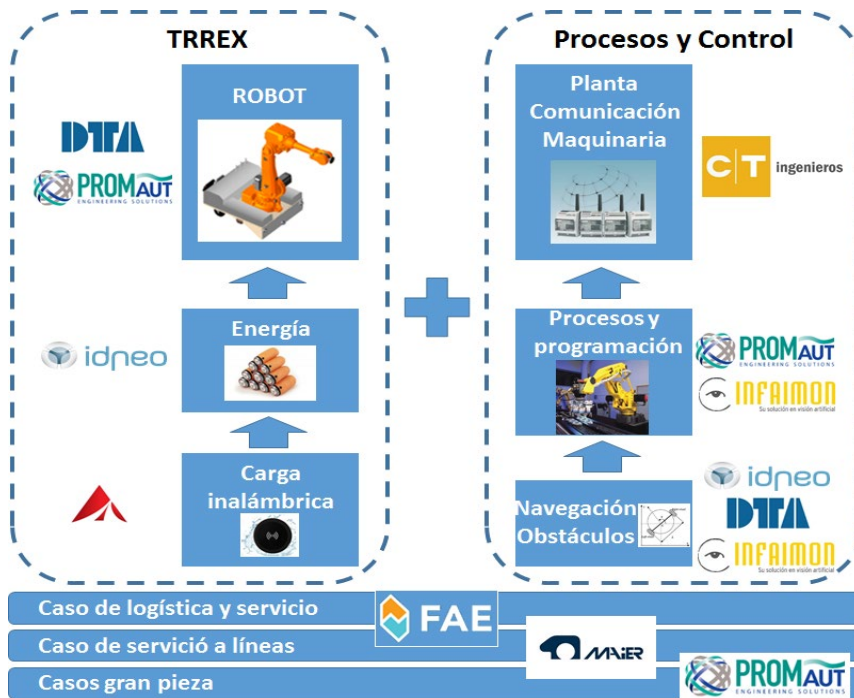 TRREX
ROBOT
DTA
PROMAUT
ENGINEERING SOLUTIONS
Energía
idneo
Carga
inalámbrica
Procesos y Control
Planta
Comunicación
Maquinaria
C|T ingenieros
Procesos y
programación
PROMAUT
ENGINEERING SOLUTIONS
INFAIMON
Su solución en visión artificial
Navegación
Obstáculos
idneo
DTA
INFAIMON
Su solución en visión artificial
Caso de logística y servicio
FAE
Caso de servició a líneas
MAIER
Casos gran pieza
PROMAUT
ENGINEERING SOLUTIONS